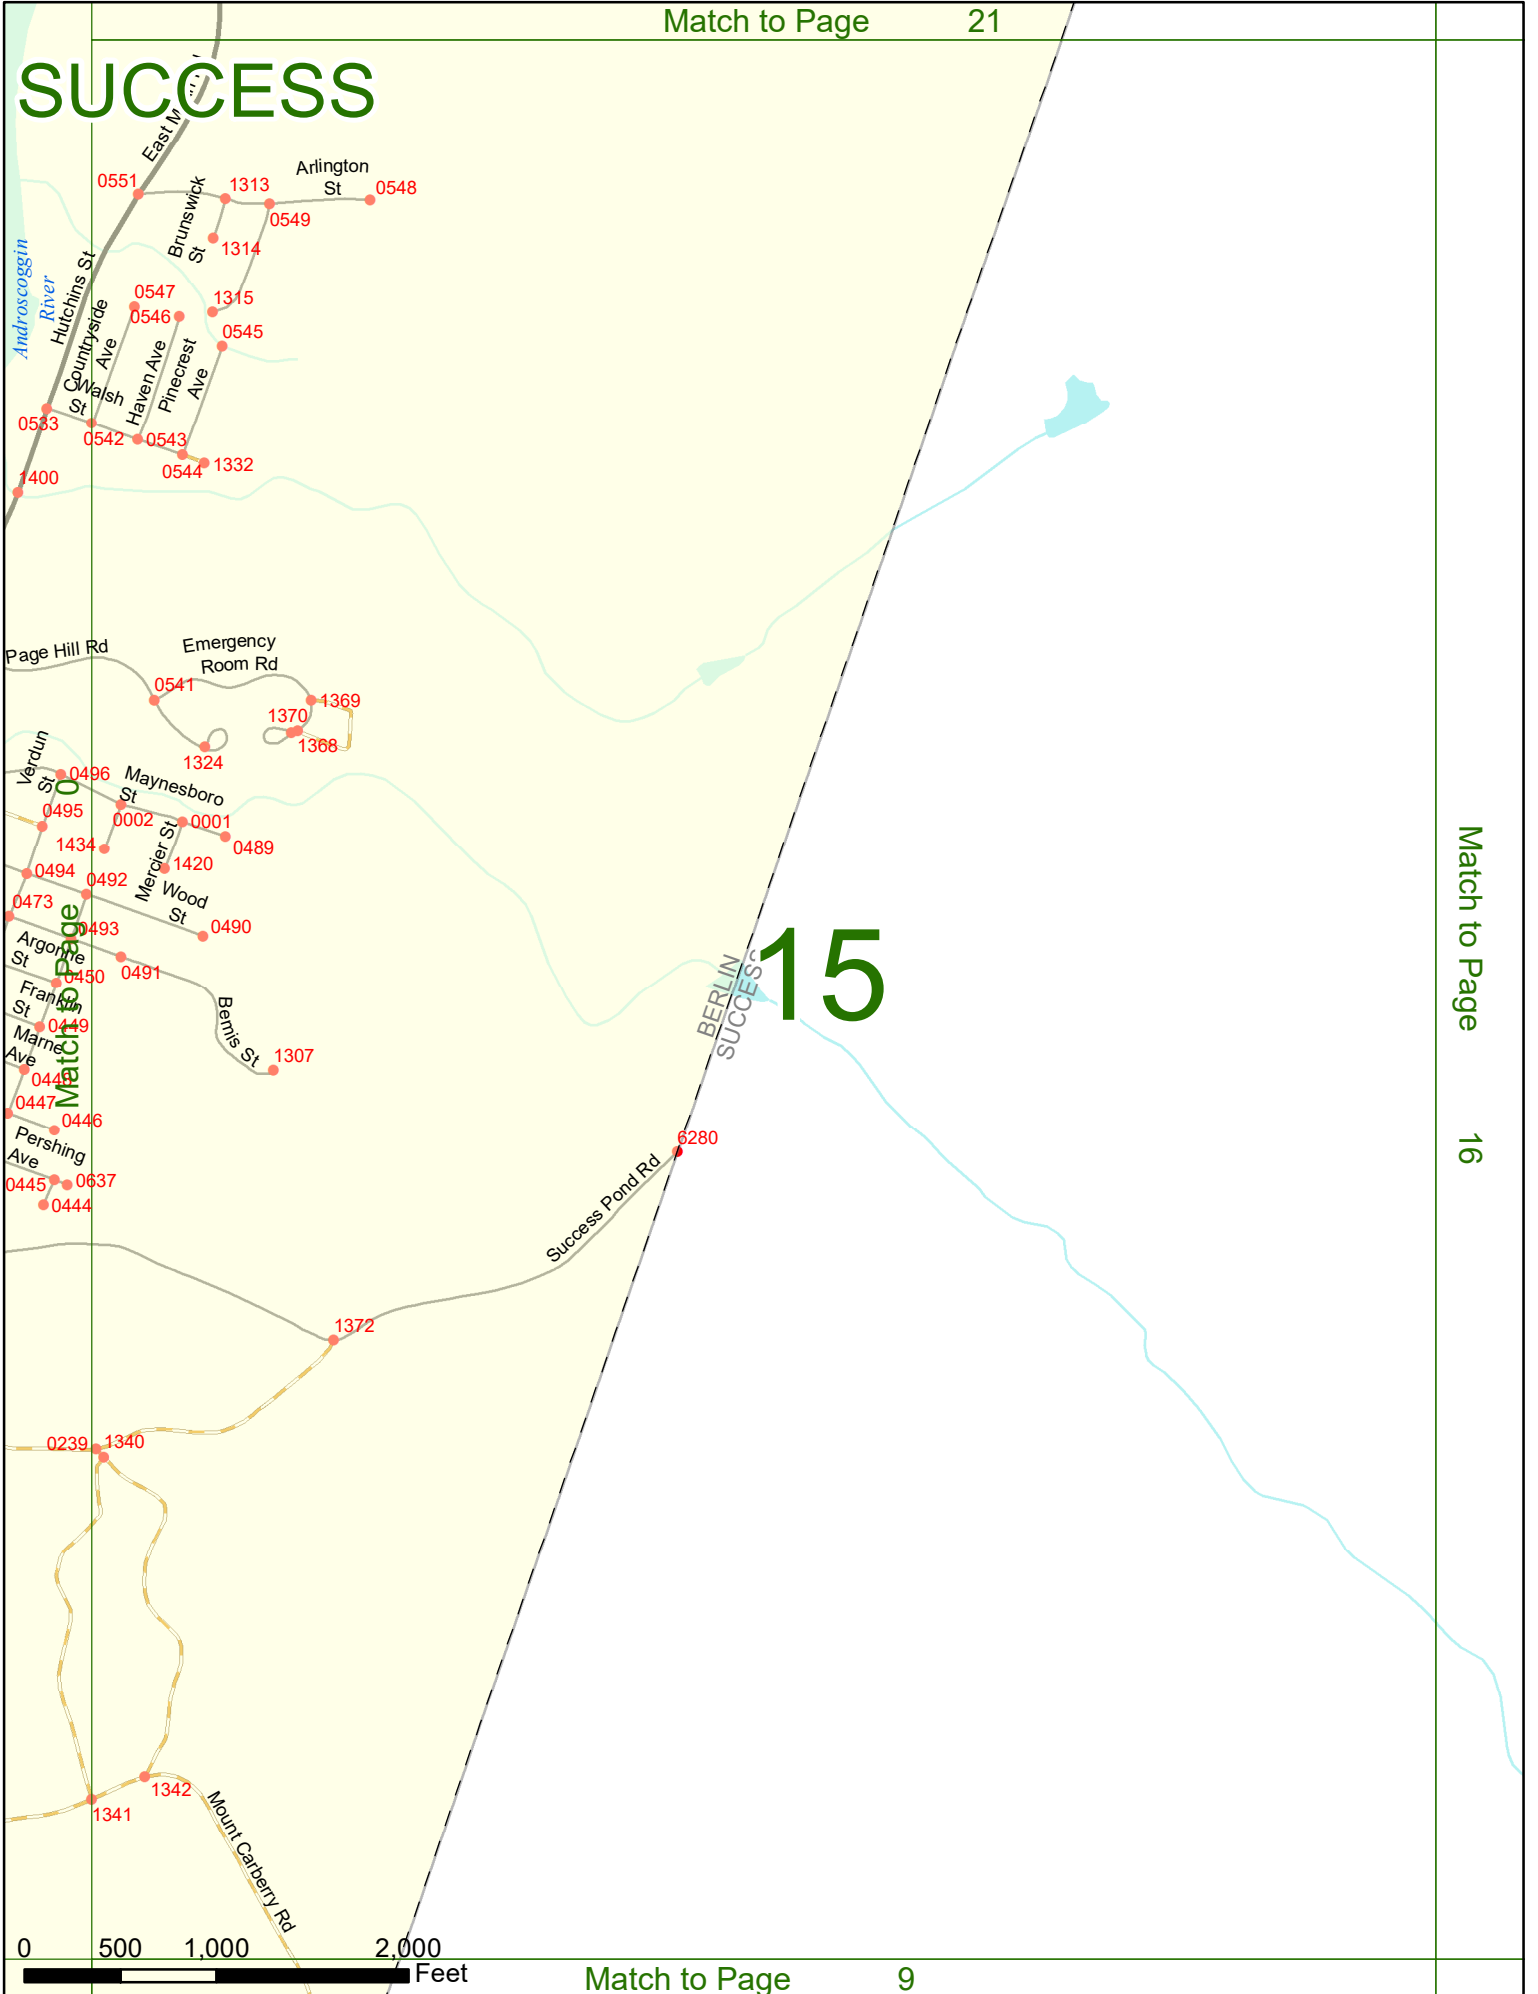 Match to Page 21
SUCCESS
Arlington
St
0551
1313
0548
Brunswick
St
0549
1314
Androscoggin
River
Hutchins St
0547
0546
1315
0545
Countryside
Ave
Haven Ave
Pinecrest
Ave
Walsh
St
0533
0542
0543
0544
1332
1400
Page Hill Rd
Emergency
Room Rd
0541
1369
1370
1368
1324
Verdun
St
0496
Maynesboro
St
0
0495
0002
0001
0489
1434
Mercier St
1420
0494
0492
Wood
St
0473
0493
0490
Argonne
St
0491
0450
Franklin
St
0449
Marne
Ave
Match to Page
Bemis St
1307
0448
0447
0446
Pershing
Ave
0445
0637
0444
BERLIN
SUCCESS
15
Match to Page 16
6280
Success Pond Rd
1372
0239
1340
1342
1341
Mount Carberry Rd
0 500 1,000 2,000
Feet
Match to Page 9